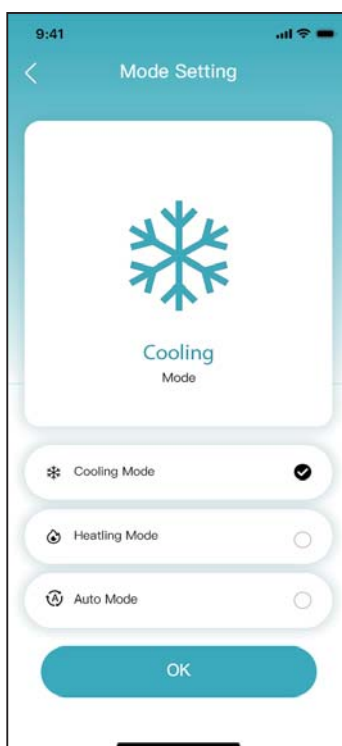 9:41
Mode Setting
Cooling
Mode
Cooling Mode
Heatling Mode
Auto Mode
OK